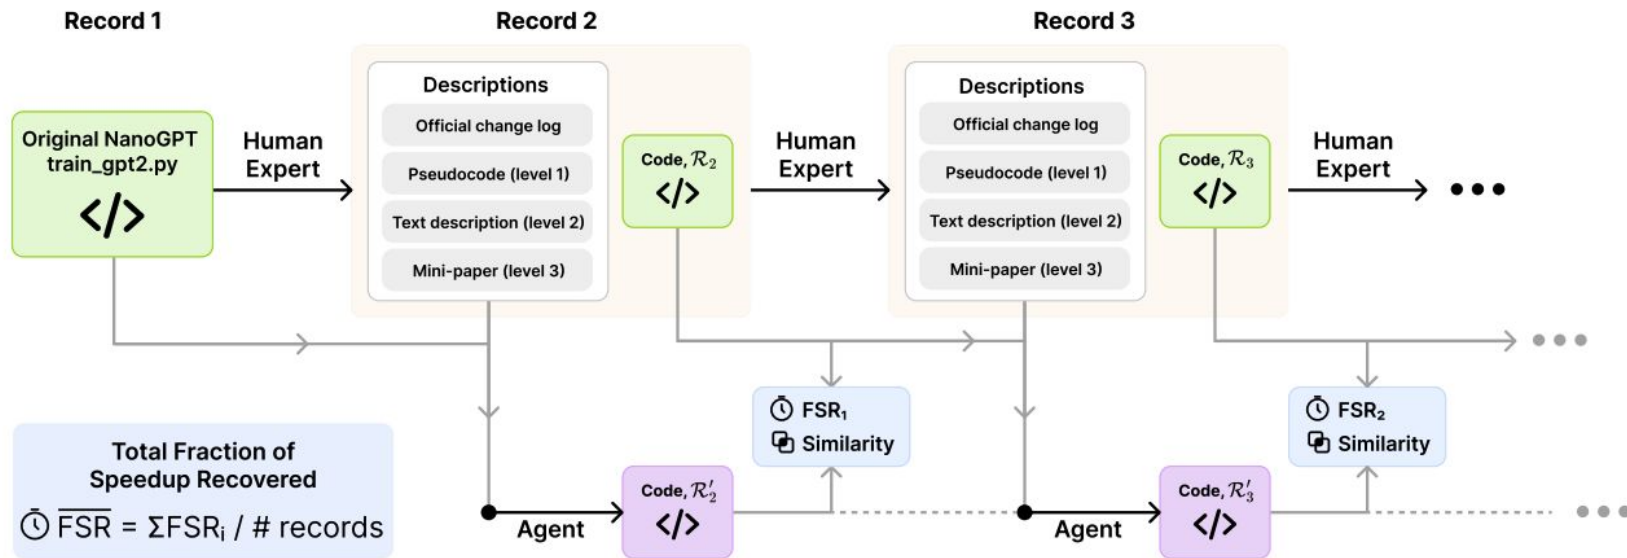 Record 1
Record 2
Record 3
Original NanoGPT
train_gpt2.py
</>
Human
Expert
Descriptions
Official change log
Pseudocode (level 1)
Text description (level 2)
Mini-paper (level 3)
Code, R₂
</>
Human
Expert
Descriptions
Official change log
Pseudocode (level 1)
Text description (level 2)
Mini-paper (level 3)
Code, R₃
</>
Human
Expert
FSR₁
Similarity
FSR₂
Similarity
Total Fraction of
Speedup Recovered
F̅S̅R̅ = ΣFSRᵢ / # records
Agent
Code, R′₂
</>
Agent
Code, R′₃
</>